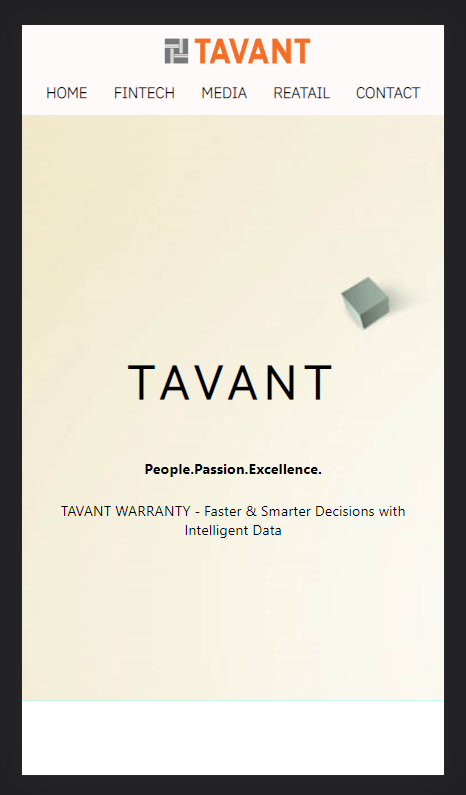 TAVANT
HOME FINTECH MEDIA REATAIL CONTACT
TAVANT
People.Passion.Excellence.
TAVANT WARRANTY - Faster & Smarter Decisions with
Intelligent Data